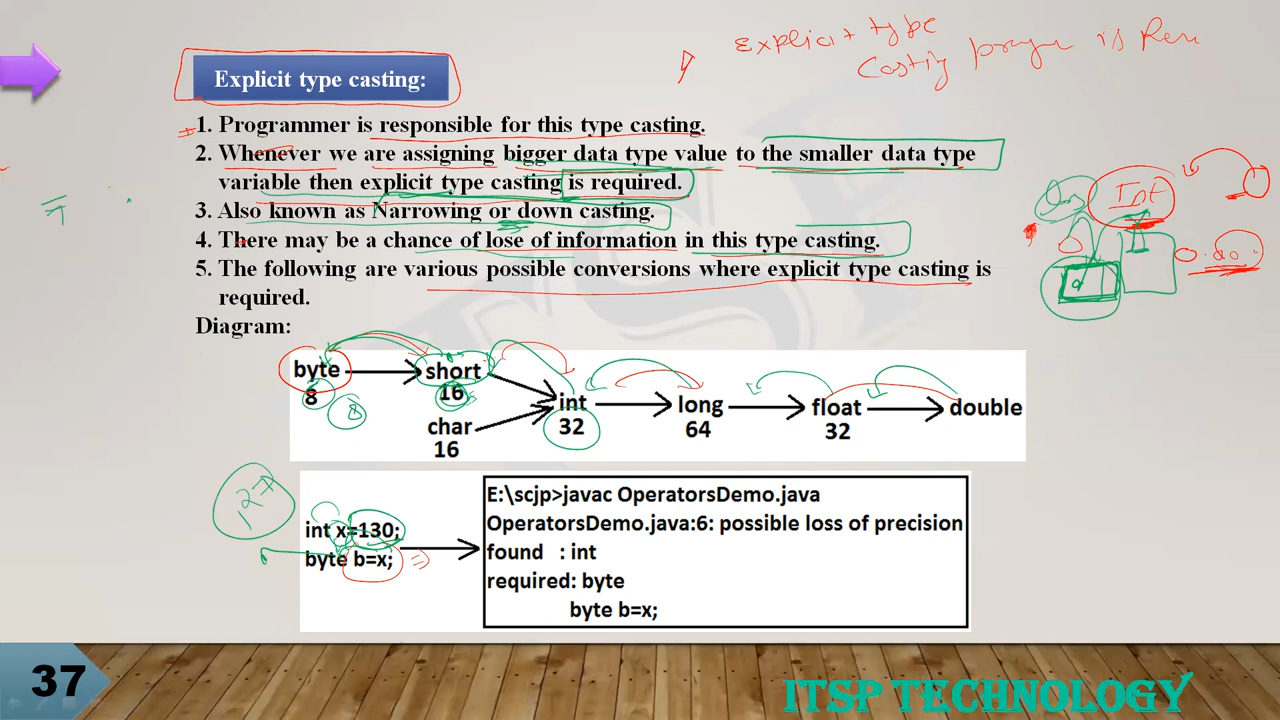 Explicit type
Casting is
Explicit type casting:
1. Programmer is responsible for this type casting.
2. Whenever we are assigning bigger data type value to the smaller data type
variable then explicit type casting is required.
3. Also known as Narrowing or down casting.
4. There may be a chance of lose of information in this type casting.
5. The following are various possible conversions where explicit type casting is
required.
Diagram:
Int
byte
8
8
short
16
char
16
int
32
long
64
float
32
double
127
int x=130;
byte b=x;
E:\scjp>javac OperatorsDemo.java
OperatorsDemo.java:6: possible loss of precision
found : int
required: byte
byte b=x;
37
ITSP TECHNOLOGY